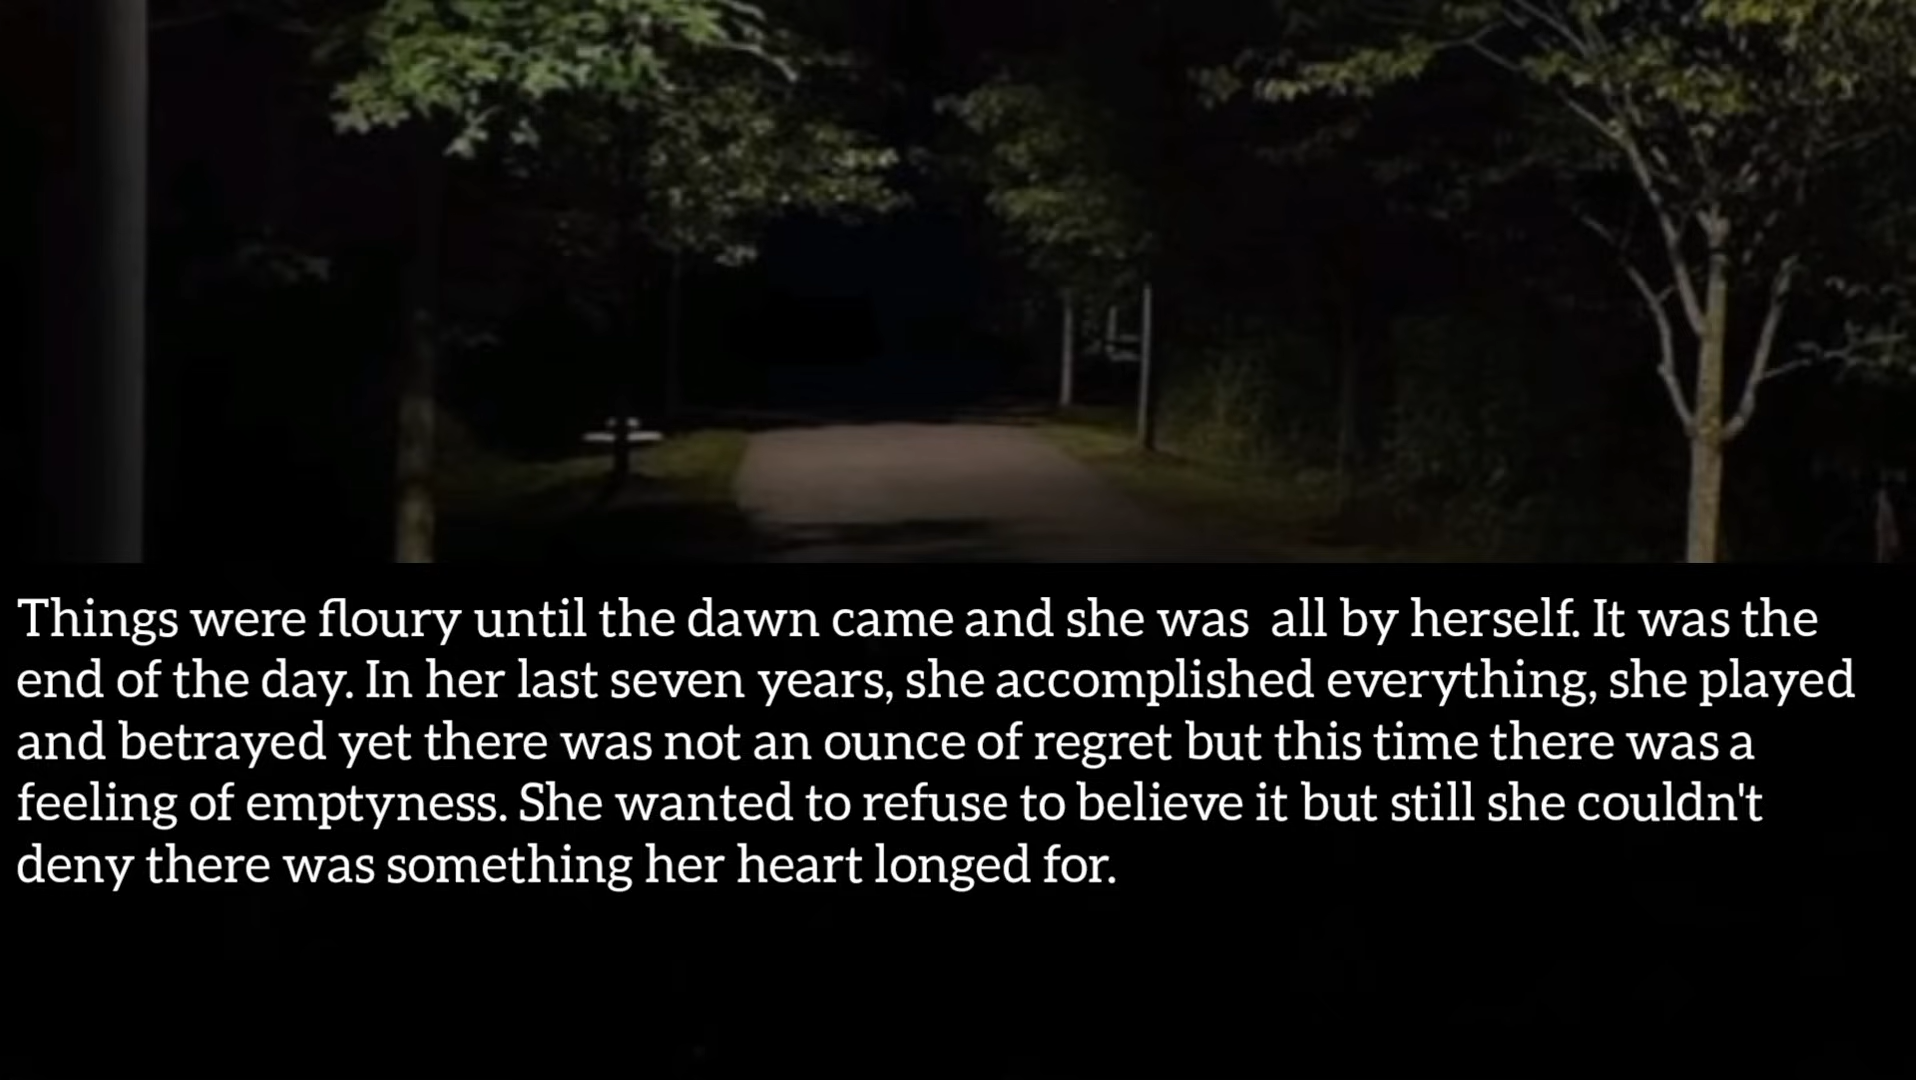 Things were floury until the dawn came and she was  all by herself. It was the
end of the day. In her last seven years, she accomplished everything, she played
and betrayed yet there was not an ounce of regret but this time there was a
feeling of emptyness. She wanted to refuse to believe it but still she couldn't
deny there was something her heart longed for.